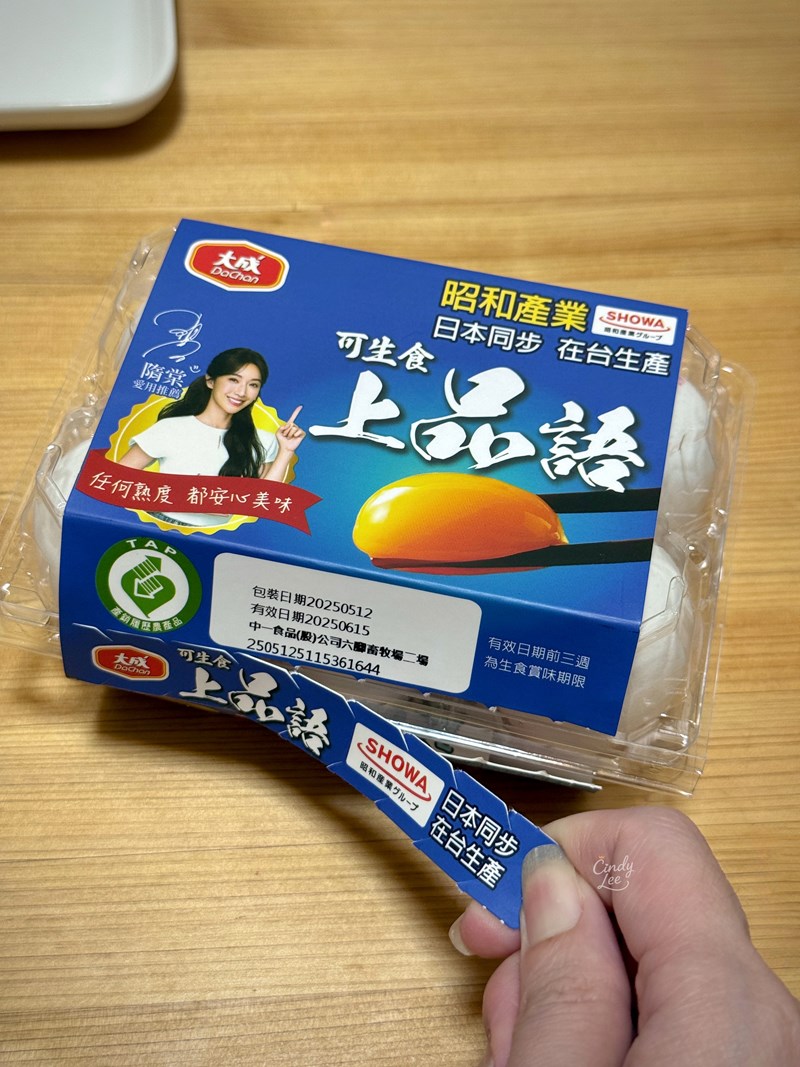 大成
DaChan
昭和產業
SHOWA
昭和産業グループ
日本同步 在台生產
隋棠
愛用推薦
可生食
上品語
任何熟度 都安心美味
TAP
產銷履歷農產品
包裝日期20250512
有效日期20250615
中一食品(股)公司六腳畜牧場二場
2505125115361644
有效日期前三週
為生食賞味期限
大成
DaChan
可生食
上品語
SHOWA
昭和産業グループ
日本同步
在台生產
Cindy
Lee